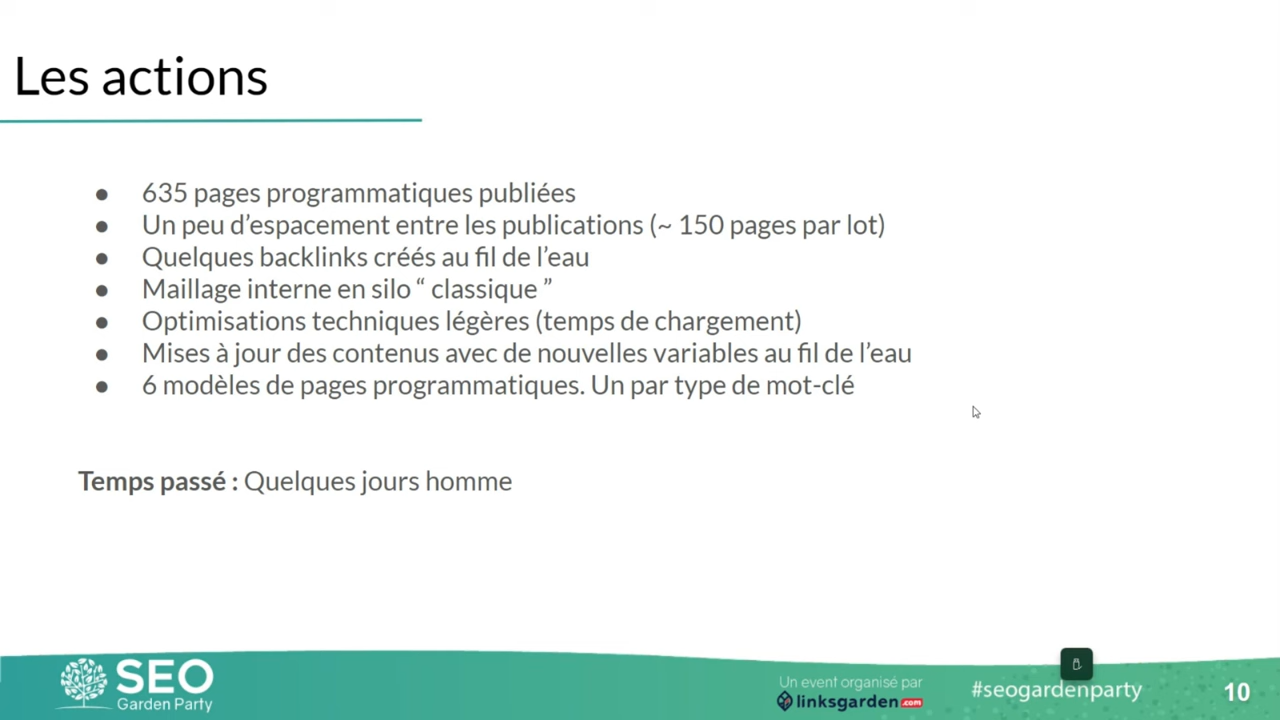 Les actions
● 635 pages programmatiques publiées
● Un peu d’espacement entre les publications (~ 150 pages par lot)
● Quelques backlinks créés au fil de l’eau
● Maillage interne en silo “ classique ”
● Optimisations techniques légères (temps de chargement)
● Mises à jour des contenus avec de nouvelles variables au fil de l’eau
● 6 modèles de pages programmatiques. Un par type de mot-clé
Temps passé : Quelques jours homme
SEO
Garden Party
Un event organisé par
linksgarden.com
#seogardenparty
10